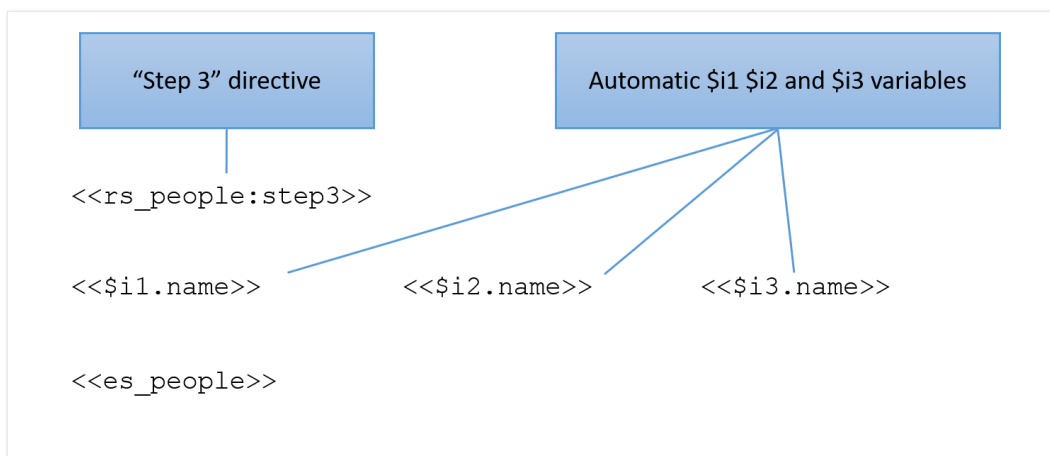 “Step 3” directive
Automatic $i1 $i2 and $i3 variables
<<rs_people:step3>>
<<$i1.name>> <<$i2.name>> <<$i3.name>>
<<es_people>>